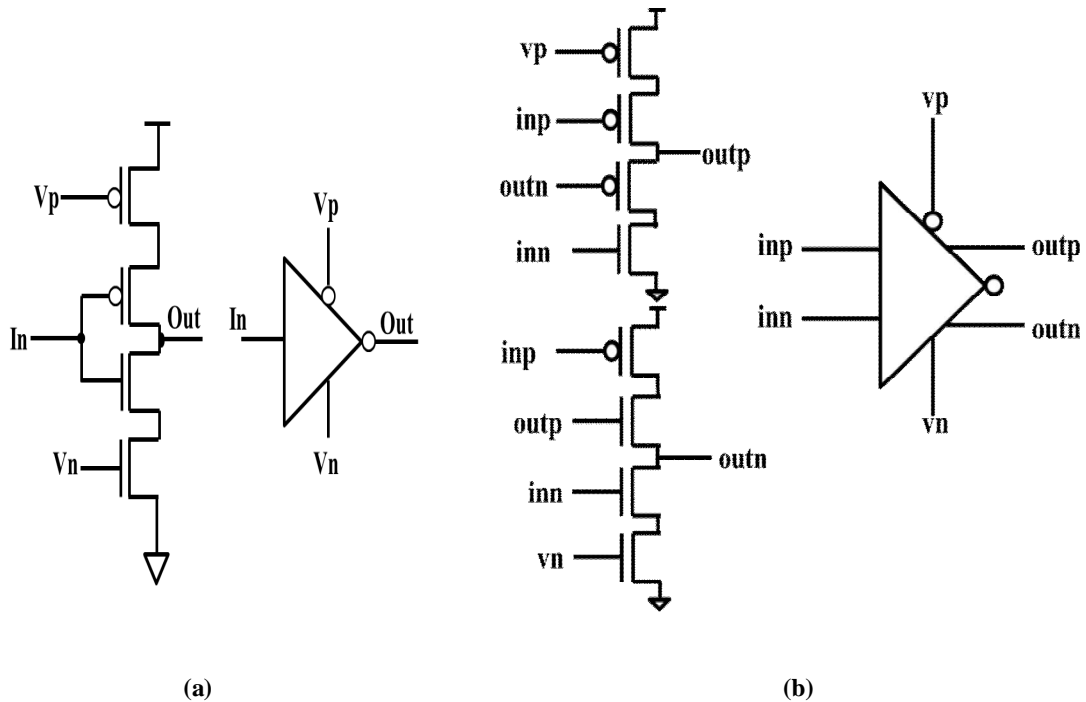 Vp
In
Out
Vn
Vp
In
Out
Vn
vp
inp
outp
outn
inn
inp
outp
outn
inn
vn
vp
inp
outp
inn
outn
vn
(a)
(b)